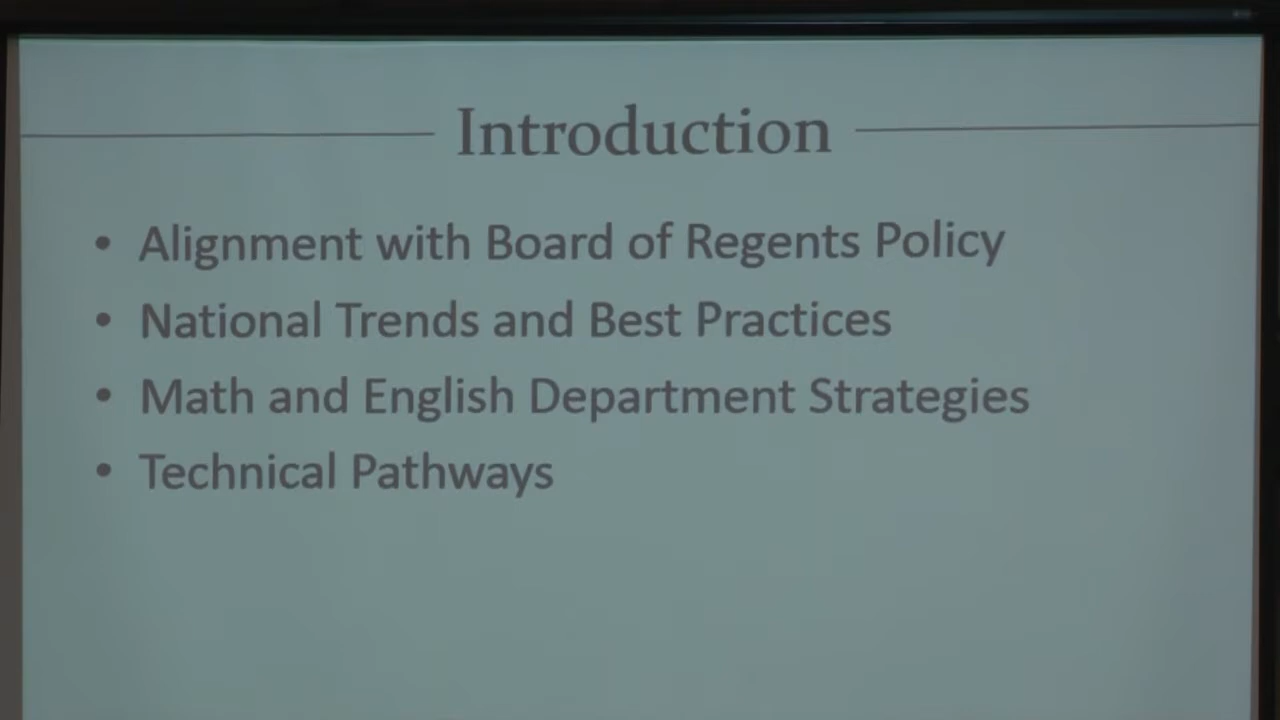 Introduction
• Alignment with Board of Regents Policy
• National Trends and Best Practices
• Math and English Department Strategies
• Technical Pathways